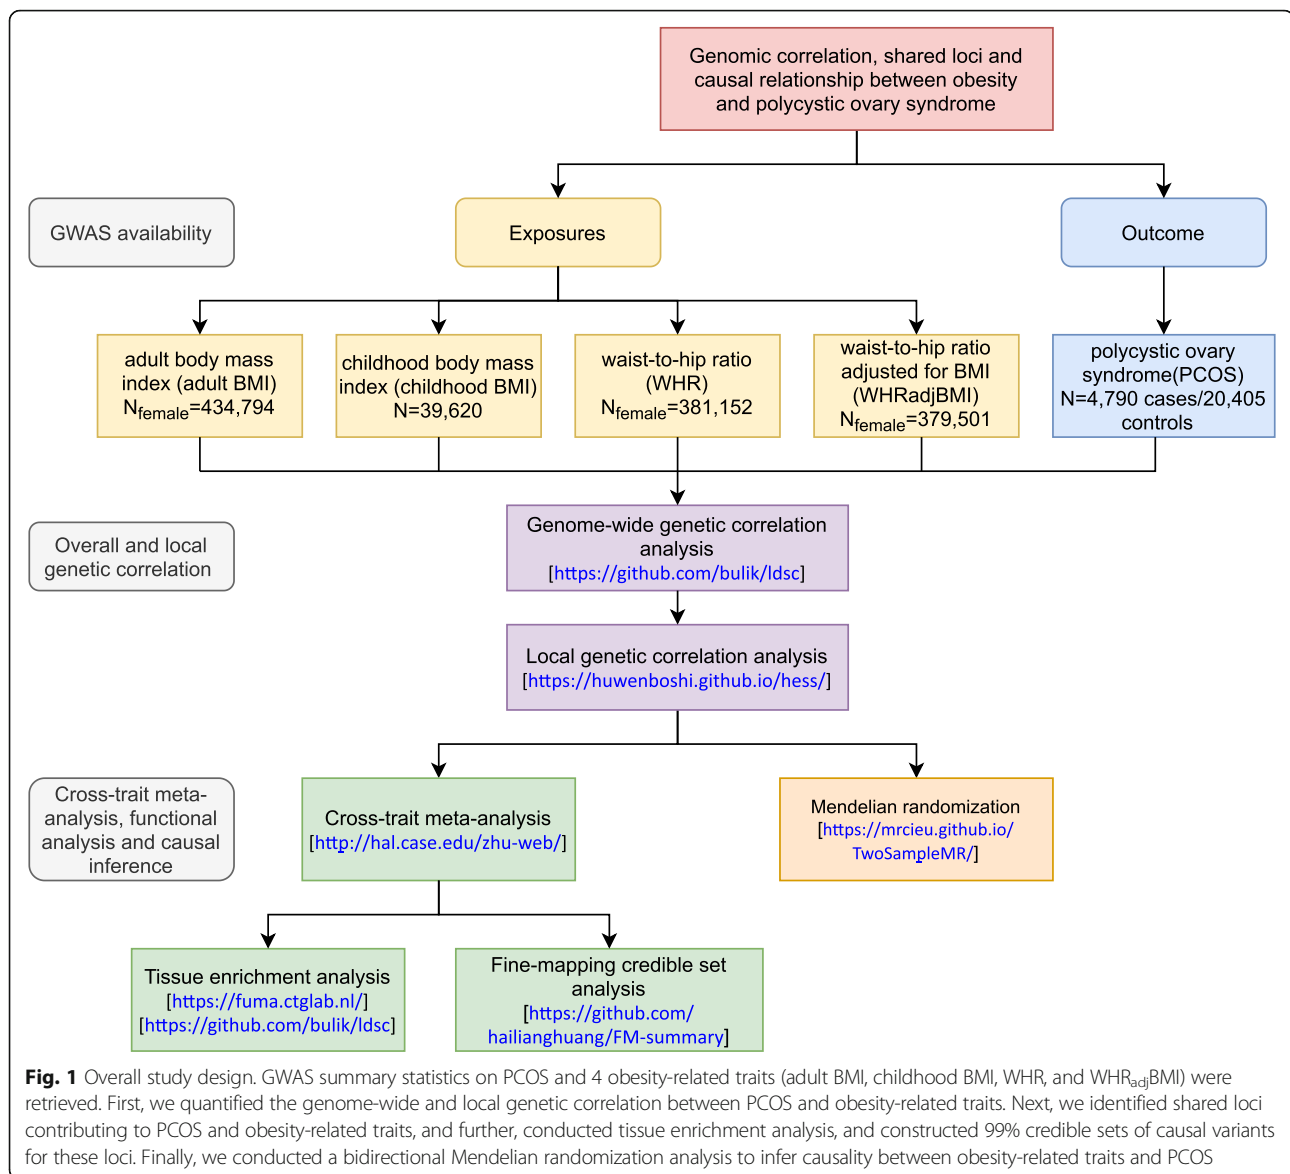 Genomic correlation, shared loci and
causal relationship between obesity
and polycystic ovary syndrome
GWAS availability
Exposures
Outcome
adult body mass
index (adult BMI)
Nfemale=434,794
childhood body mass
index (childhood BMI)
N=39,620
waist-to-hip ratio
(WHR)
Nfemale=381,152
waist-to-hip ratio
adjusted for BMI
(WHRadjBMI)
Nfemale=379,501
polycystic ovary
syndrome(PCOS)
N=4,790 cases/20,405
controls
Overall and local
genetic correlation
Genome-wide genetic correlation
analysis
[https://github.com/bulik/ldsc]
Local genetic correlation analysis
[https://huwenboshi.github.io/hess/]
Cross-trait meta-
analysis, functional
analysis and causal
inference
Cross-trait meta-analysis
[http://hal.case.edu/zhu-web/]
Mendelian randomization
[https://mrcieu.github.io/
TwoSampleMR/]
Tissue enrichment analysis
[https://fuma.ctglab.nl/]
[https://github.com/bulik/ldsc]
Fine-mapping credible set
analysis
[https://github.com/
hailianghuang/FM-summary]
Fig. 1 Overall study design. GWAS summary statistics on PCOS and 4 obesity-related traits (adult BMI, childhood BMI, WHR, and WHRadjBMI) were
retrieved. First, we quantified the genome-wide and local genetic correlation between PCOS and obesity-related traits. Next, we identified shared loci
contributing to PCOS and obesity-related traits, and further, conducted tissue enrichment analysis, and constructed 99% credible sets of causal variants
for these loci. Finally, we conducted a bidirectional Mendelian randomization analysis to infer causality between obesity-related traits and PCOS